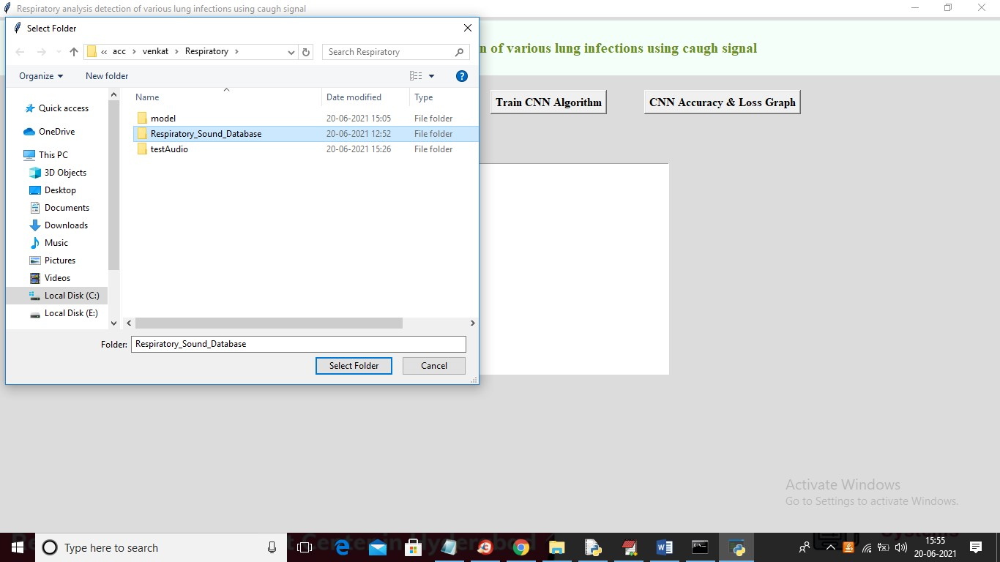 Respiratory analysis detection of various lung infections using caugh signal
Select Folder
n of various lung infections using caugh signal
« acc › venkat › Respiratory ›
Search Respiratory
Organize
New folder
?
Train CNN Algorithm
CNN Accuracy & Loss Graph
Name
Date modified
Type
Quick access
OneDrive
This PC
3D Objects
Desktop
Documents
Downloads
Music
Pictures
Videos
Local Disk (C:)
Local Disk (E:)
model 20-06-2021 15:05 File folder
Respiratory_Sound_Database 20-06-2021 12:52 File folder
testAudio 20-06-2021 15:26 File folder
Folder: Respiratory_Sound_Database
Select Folder
Cancel
Activate Windows
Go to Settings to activate Windows.
Type here to search
15:55
20-06-2021